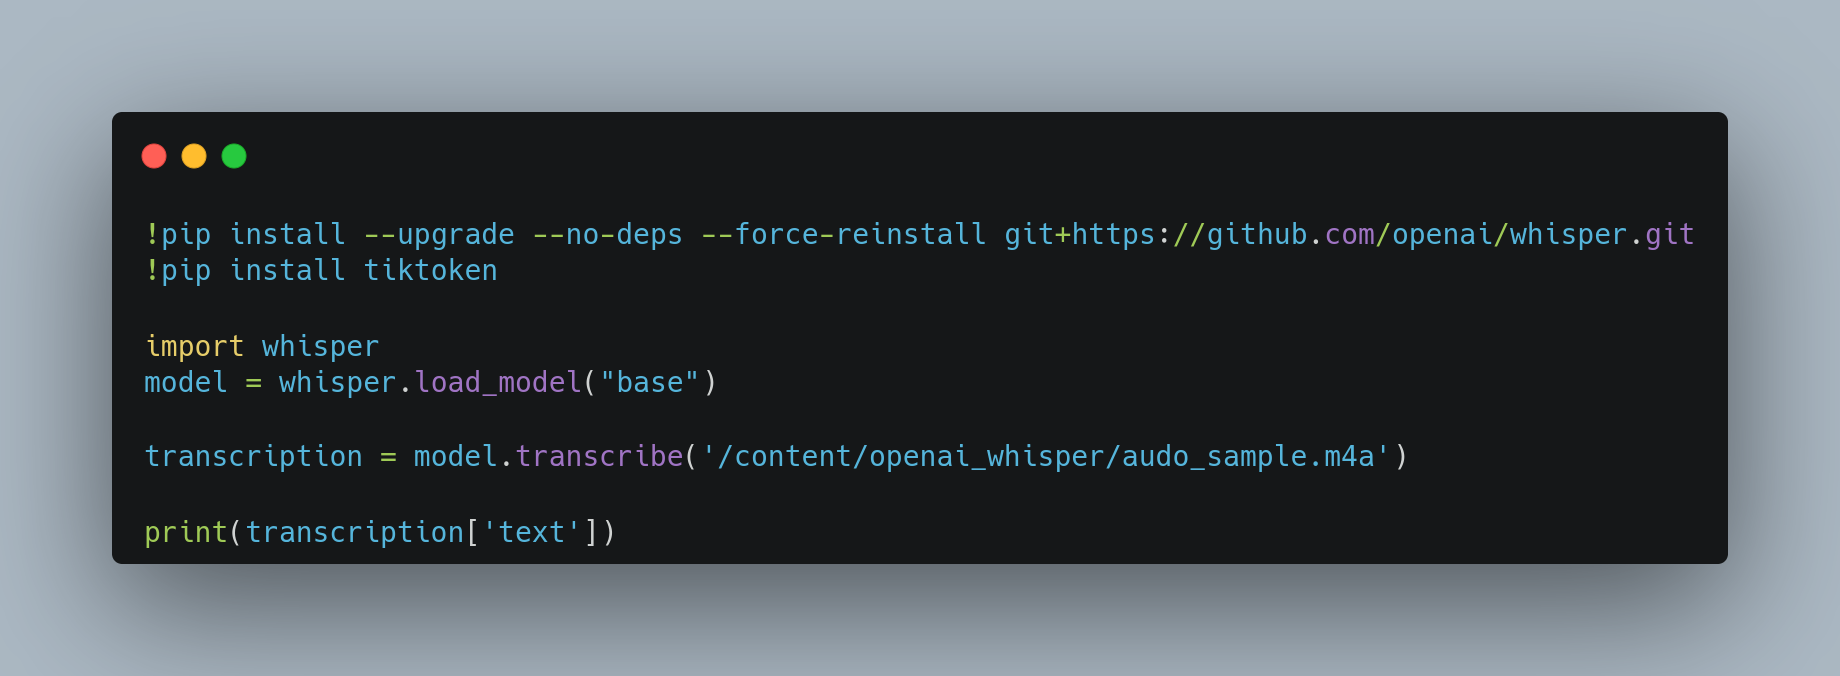 !pip install --upgrade --no-deps --force-reinstall git+https://github.com/openai/whisper.git
!pip install tiktoken
import whisper
model = whisper.load_model("base")
transcription = model.transcribe('/content/openai_whisper/audo_sample.m4a')
print(transcription['text'])